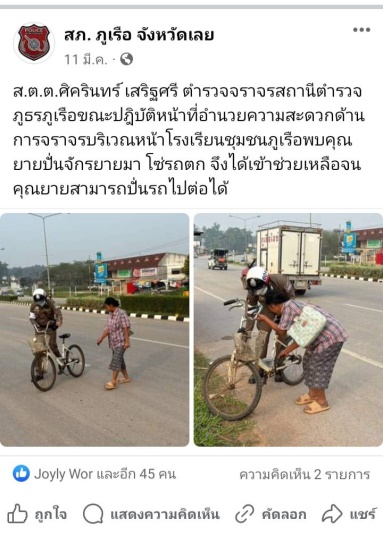 สภ. ภูเรือ จังหวัดเลย
11 มี.ค. ·
ส.ต.ต.ศิครินทร์ เสริฐศรี ตำรวจจราจรสถานีตำรวจ
ภูธรภูเรือขณะปฎิบัติหน้าที่อำนวยความสะดวกด้าน
การจราจรบริเวณหน้าโรงเรียนชุมชนภูเรือพบคุณ
ยายปั่นจักรยายมา โซ่รถตก จึงได้เข้าช่วยเหลือจน
คุณยายสามารถปั่นรถไปต่อได้
Joyly Wor และอีก 45 คน
ความคิดเห็น 2 รายการ
ถูกใจ
แสดงความคิดเห็น
คัดลอก
แชร์